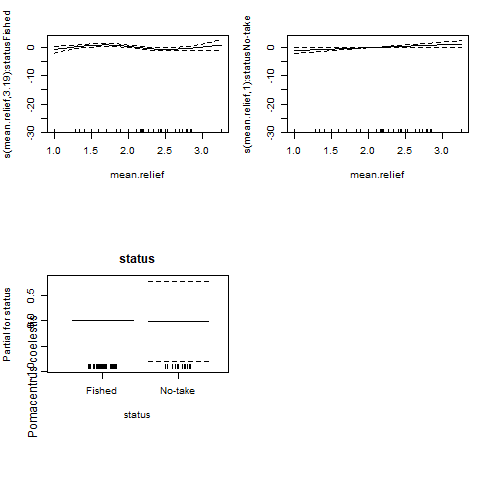 s(mean.relief,3.19):statusFished
0
-10
-20
-30
1.0 1.5 2.0 2.5 3.0
mean.relief
s(mean.relief,1):statusNo-take
0
-10
-20
-30
1.0 1.5 2.0 2.5 3.0
mean.relief
status
Partial for status
Pomacentrus coelestis
0.5
Fished No-take
status